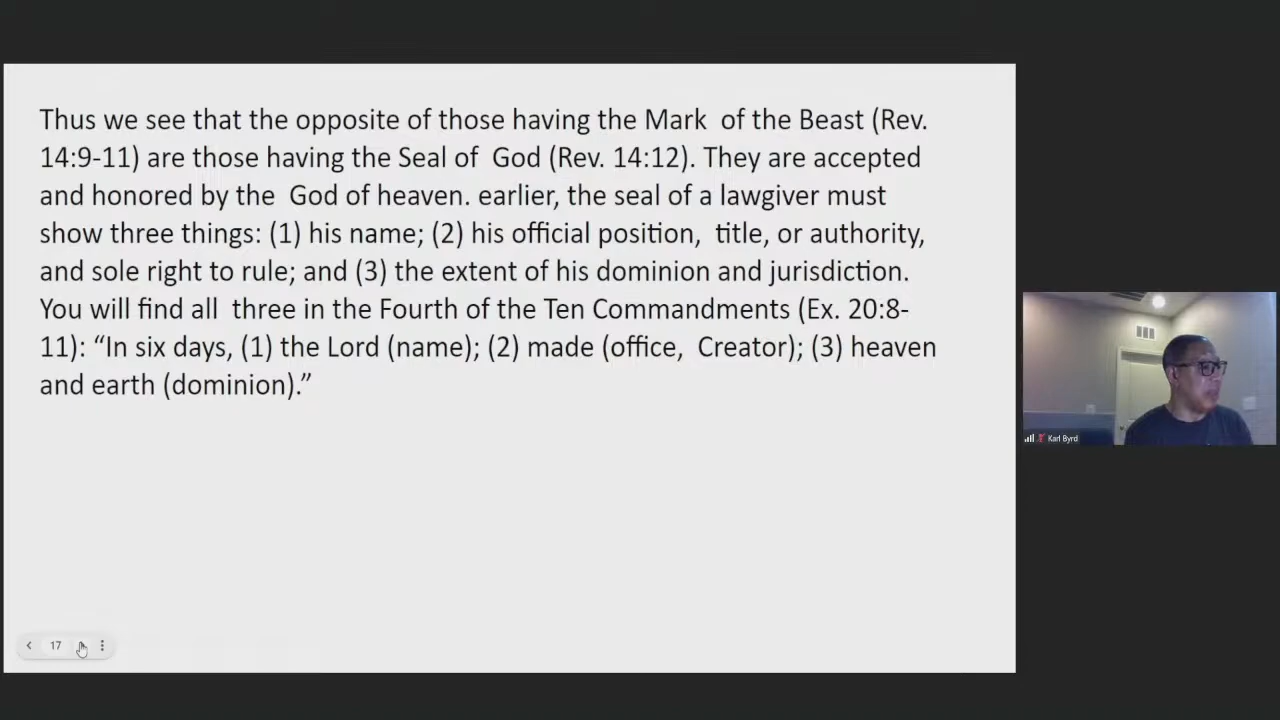 Thus we see that the opposite of those having the Mark  of the Beast (Rev.
14:9-11) are those having the Seal of  God (Rev. 14:12). They are accepted
and honored by the  God of heaven. earlier, the seal of a lawgiver must
show three things: (1) his name; (2) his official position,  title, or authority,
and sole right to rule; and (3) the extent of his dominion and jurisdiction.
You will find all  three in the Fourth of the Ten Commandments (Ex. 20:8-
11): “In six days, (1) the Lord (name); (2) made (office,  Creator); (3) heaven
and earth (dominion).”
Karl Byrd
17